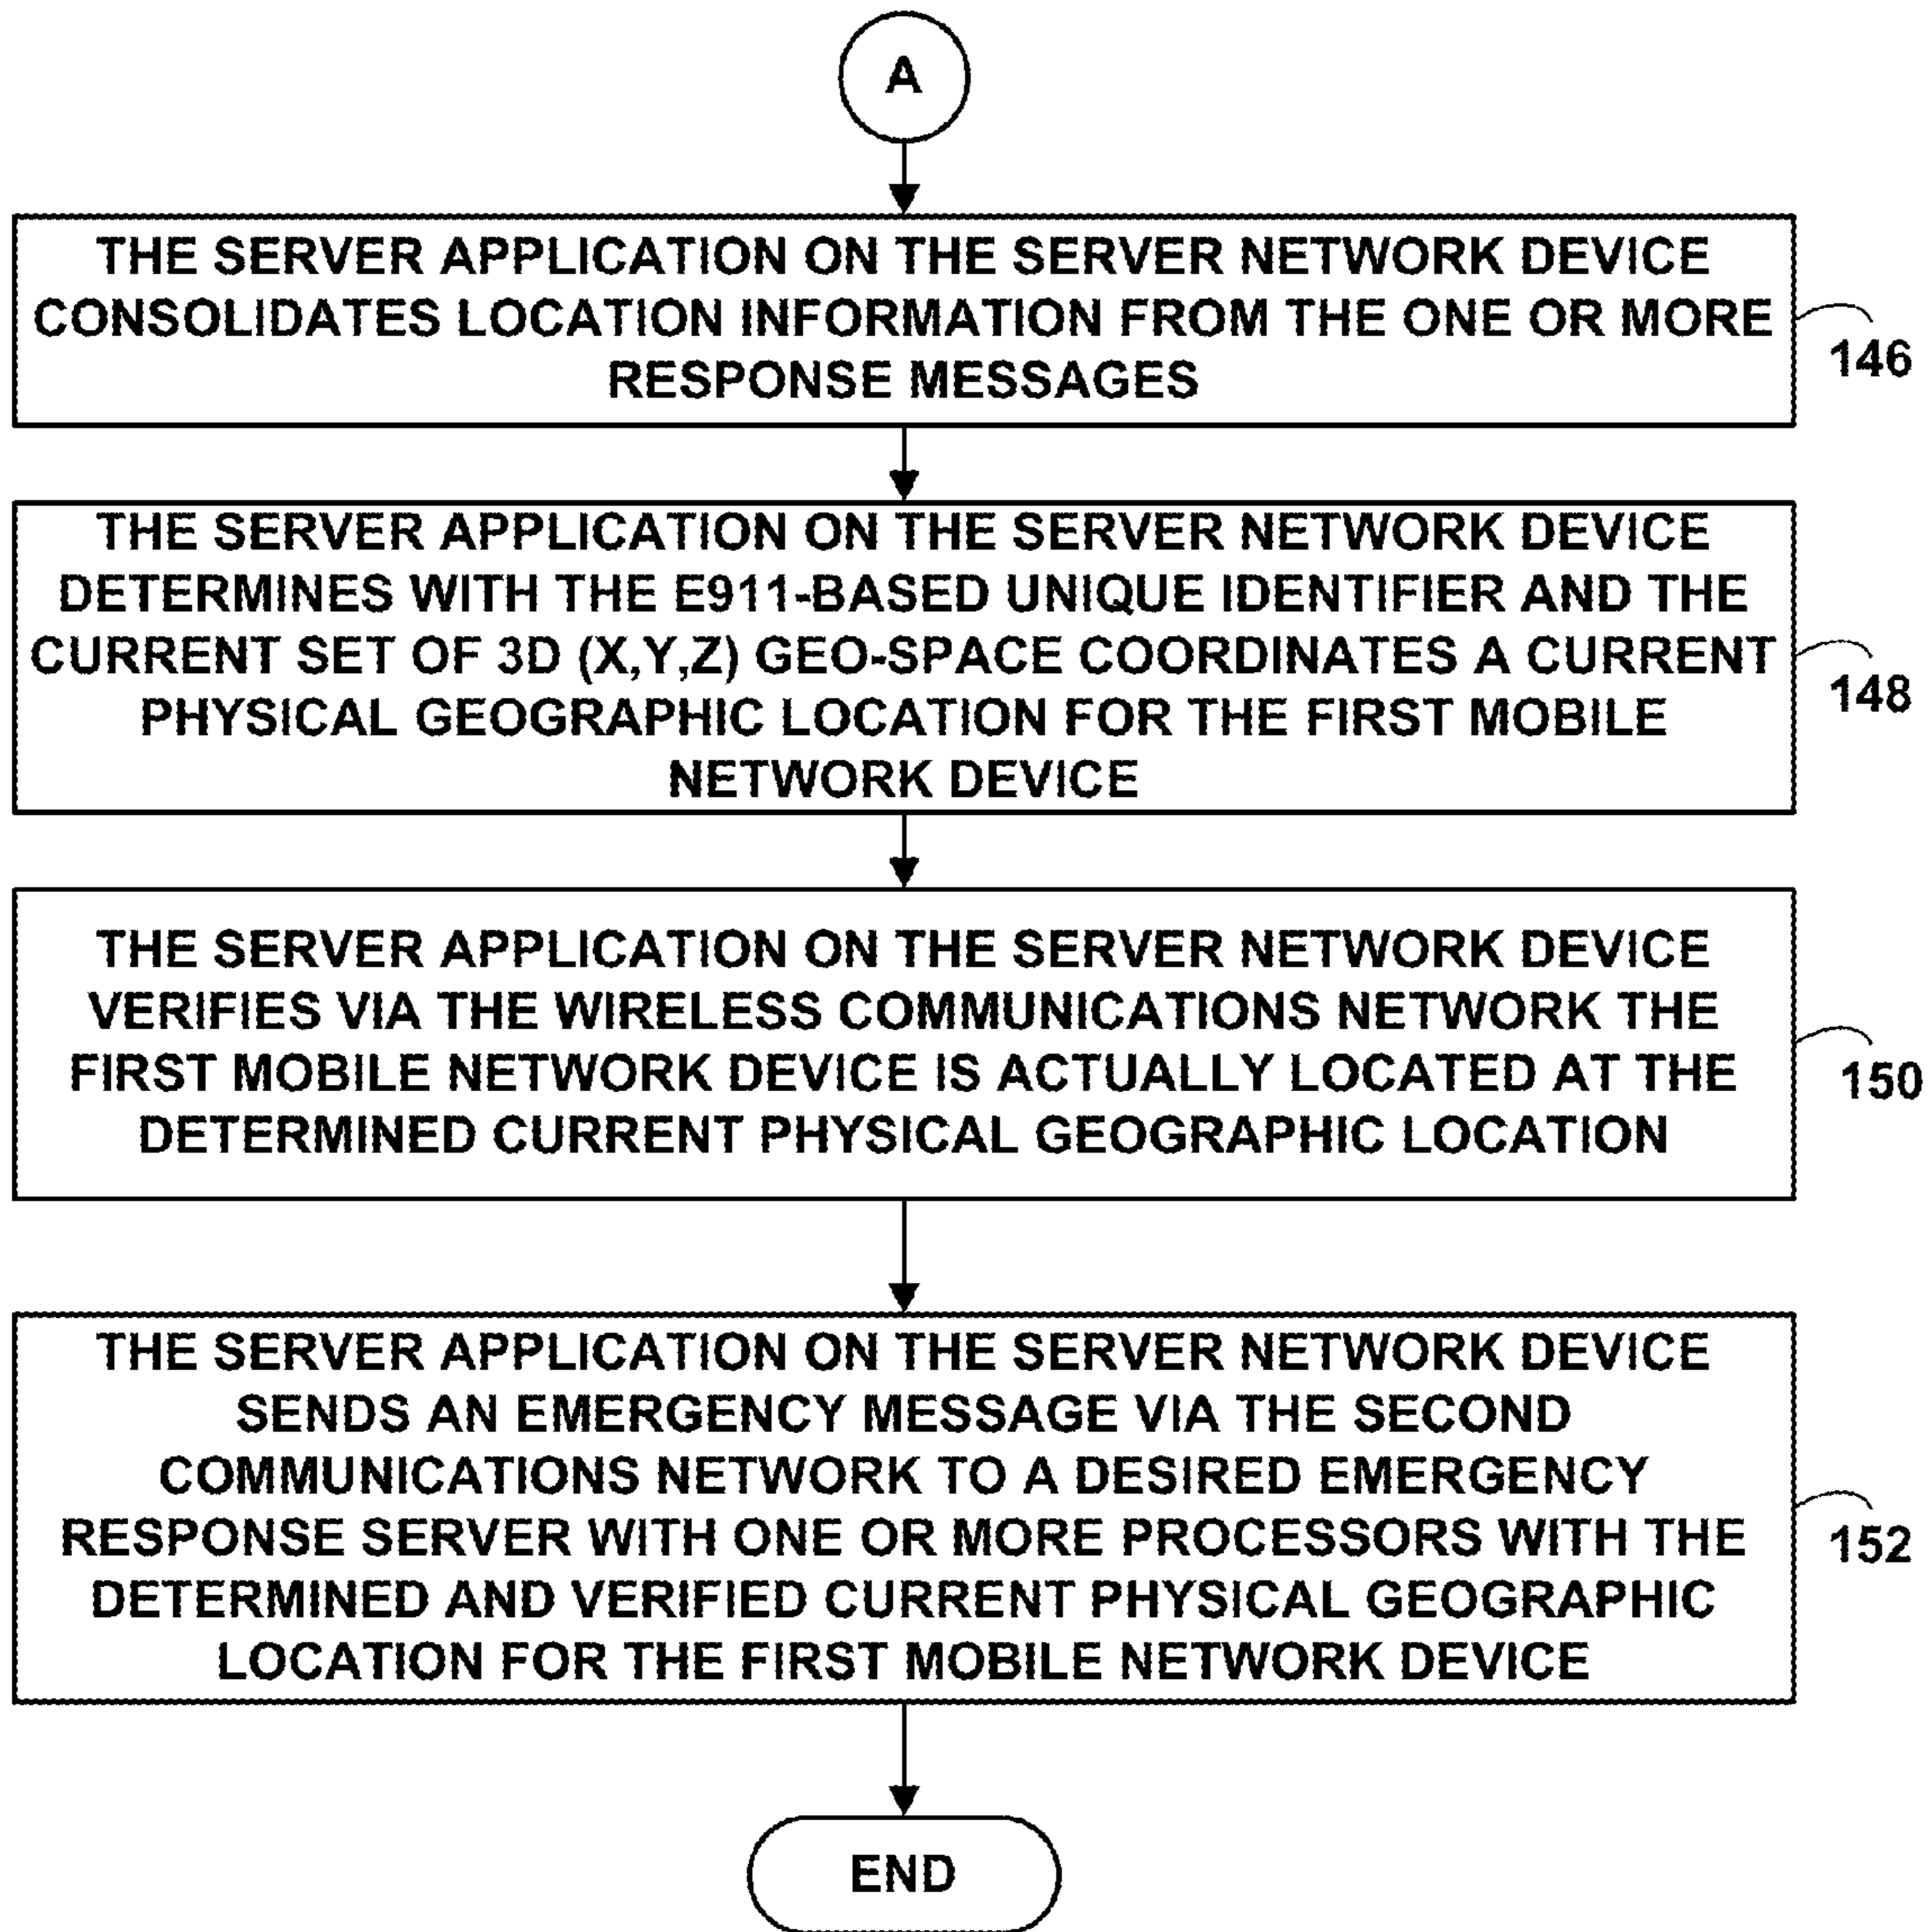 A
THE SERVER APPLICATION ON THE SERVER NETWORK DEVICE
CONSOLIDATES LOCATION INFORMATION FROM THE ONE OR MORE
RESPONSE MESSAGES
146
THE SERVER APPLICATION ON THE SERVER NETWORK DEVICE
DETERMINES WITH THE E911-BASED UNIQUE IDENTIFIER AND THE
CURRENT SET OF 3D (X,Y,Z) GEO-SPACE COORDINATES A CURRENT
PHYSICAL GEOGRAPHIC LOCATION FOR THE FIRST MOBILE
NETWORK DEVICE
148
THE SERVER APPLICATION ON THE SERVER NETWORK DEVICE
VERIFIES VIA THE WIRELESS COMMUNICATIONS NETWORK THE
FIRST MOBILE NETWORK DEVICE IS ACTUALLY LOCATED AT THE
DETERMINED CURRENT PHYSICAL GEOGRAPHIC LOCATION
150
THE SERVER APPLICATION ON THE SERVER NETWORK DEVICE
SENDS AN EMERGENCY MESSAGE VIA THE SECOND
COMMUNICATIONS NETWORK TO A DESIRED EMERGENCY
RESPONSE SERVER WITH ONE OR MORE PROCESSORS WITH THE
DETERMINED AND VERIFIED CURRENT PHYSICAL GEOGRAPHIC
LOCATION FOR THE FIRST MOBILE NETWORK DEVICE
152
END